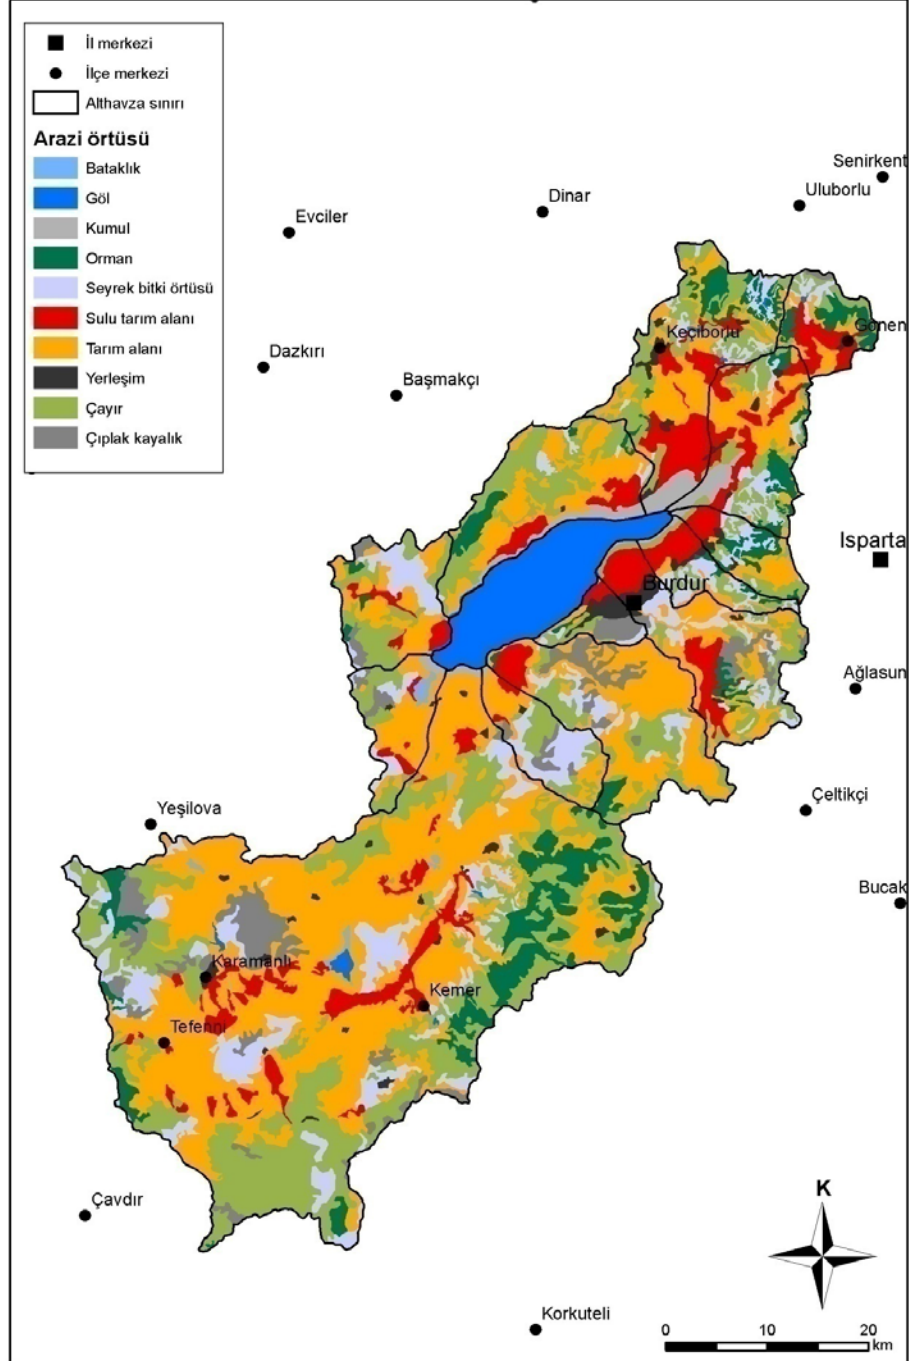 İl merkezi
İlçe merkezi
Althavza sınırı
Arazi örtüsü
Bataklık
Göl
Kumul
Orman
Seyrek bitki örtüsü
Sulu tarım alanı
Tarım alanı
Yerleşim
Çayır
Çıplak kayalık
Senirkent
Uluborlu
Dinar
Evciler
Keçiborlu
Gönen
Dazkırı
Başmakçı
Isparta
Burdur
Ağlasun
Yeşilova
Çeltikçi
Bucak
Karamanlı
Kemer
Tefenni
Çavdır
K
Korkuteli
0 10 20
km